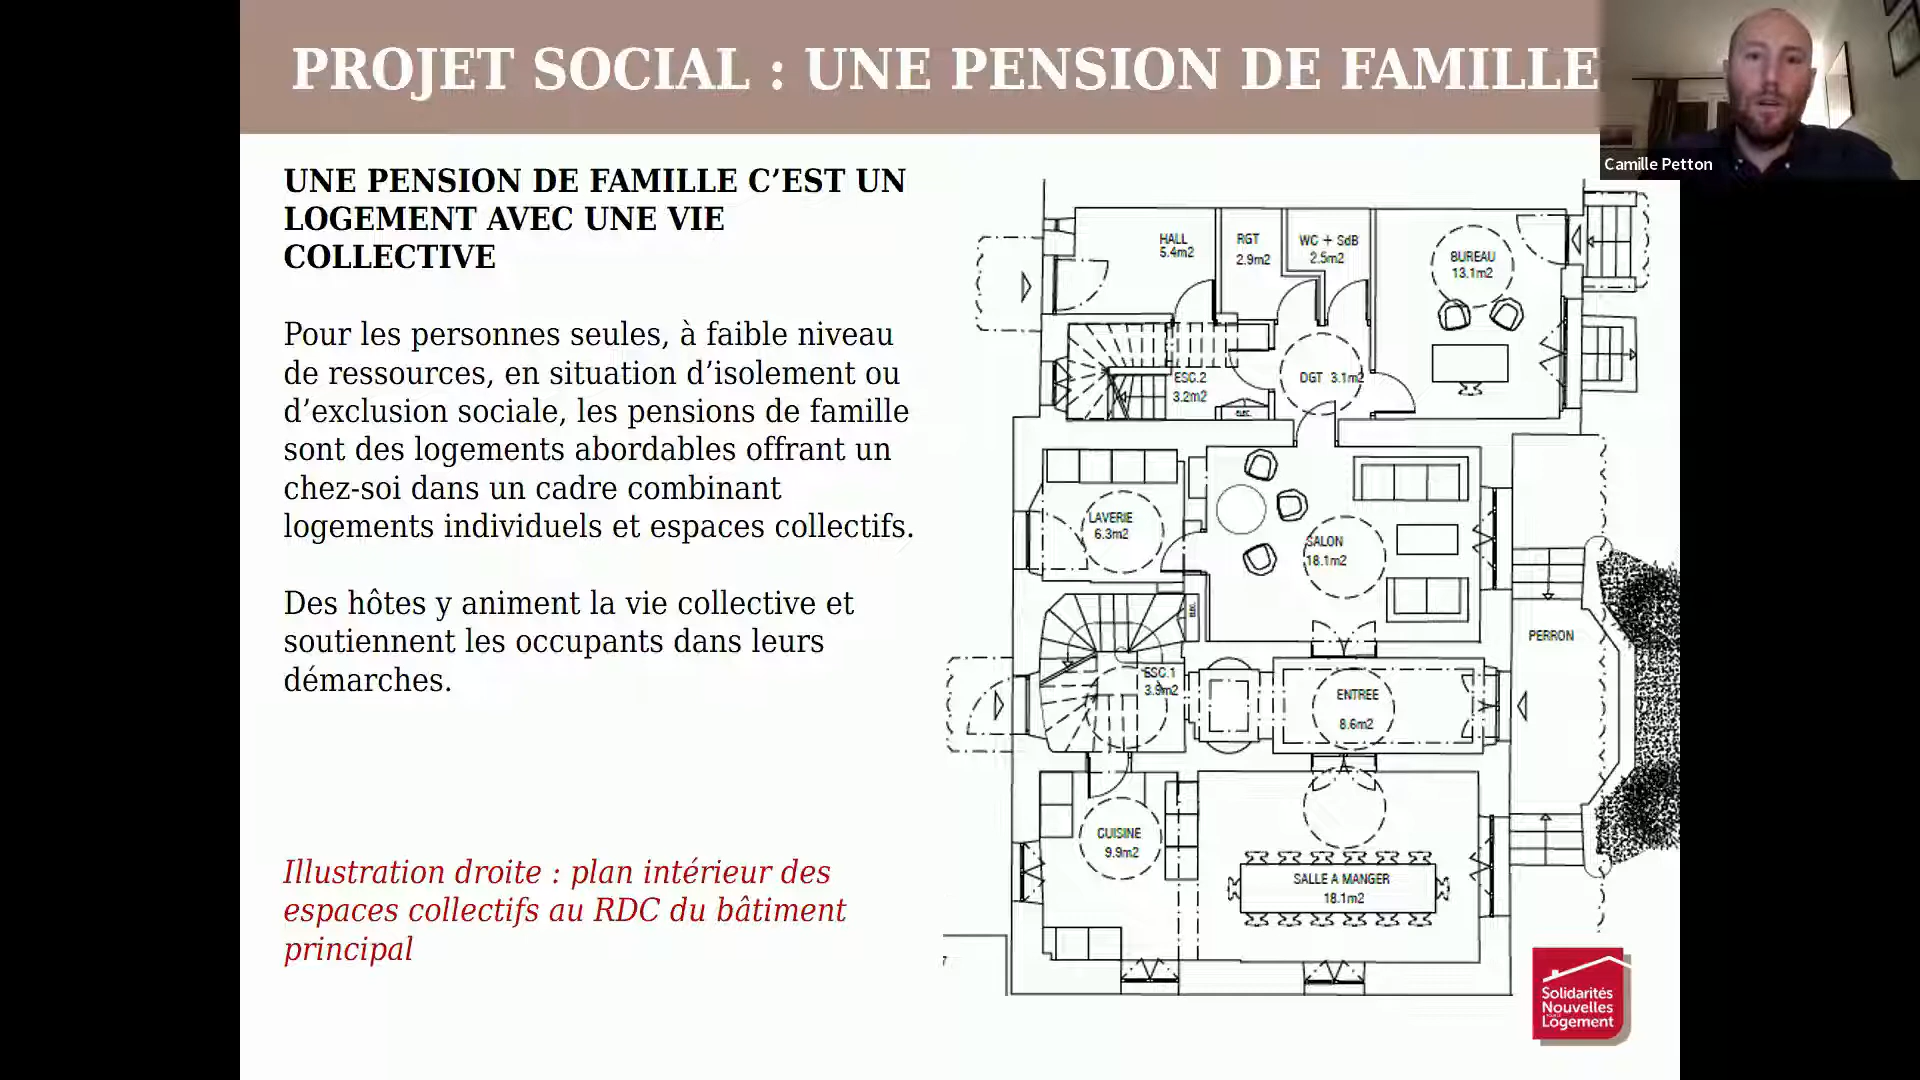 PROJET SOCIAL : UNE PENSION DE FAMILLE
Camille Petton
UNE PENSION DE FAMILLE C’EST UN
LOGEMENT AVEC UNE VIE
COLLECTIVE
Pour les personnes seules, à faible niveau
de ressources, en situation d’isolement ou
d’exclusion sociale, les pensions de famille
sont des logements abordables offrant un
chez-soi dans un cadre combinant
logements individuels et espaces collectifs.
Des hôtes y animent la vie collective et
soutiennent les occupants dans leurs
démarches.
Illustration droite : plan intérieur des
espaces collectifs au RDC du bâtiment
principal
HALL
5.4m2
RGT
2.9m2
WC + SdB
2.5m2
BUREAU
13.1m2
ESC.2
3.2m2
DGT 3.1m2
ELEC.
LAVERIE
6.3m2
SALON
18.1m2
PERRON
ESC.1
3.9m2
ENTREE
8.6m2
CUISINE
9.9m2
SALLE A MANGER
18.1m2
Solidarités
Nouvelles
Logement